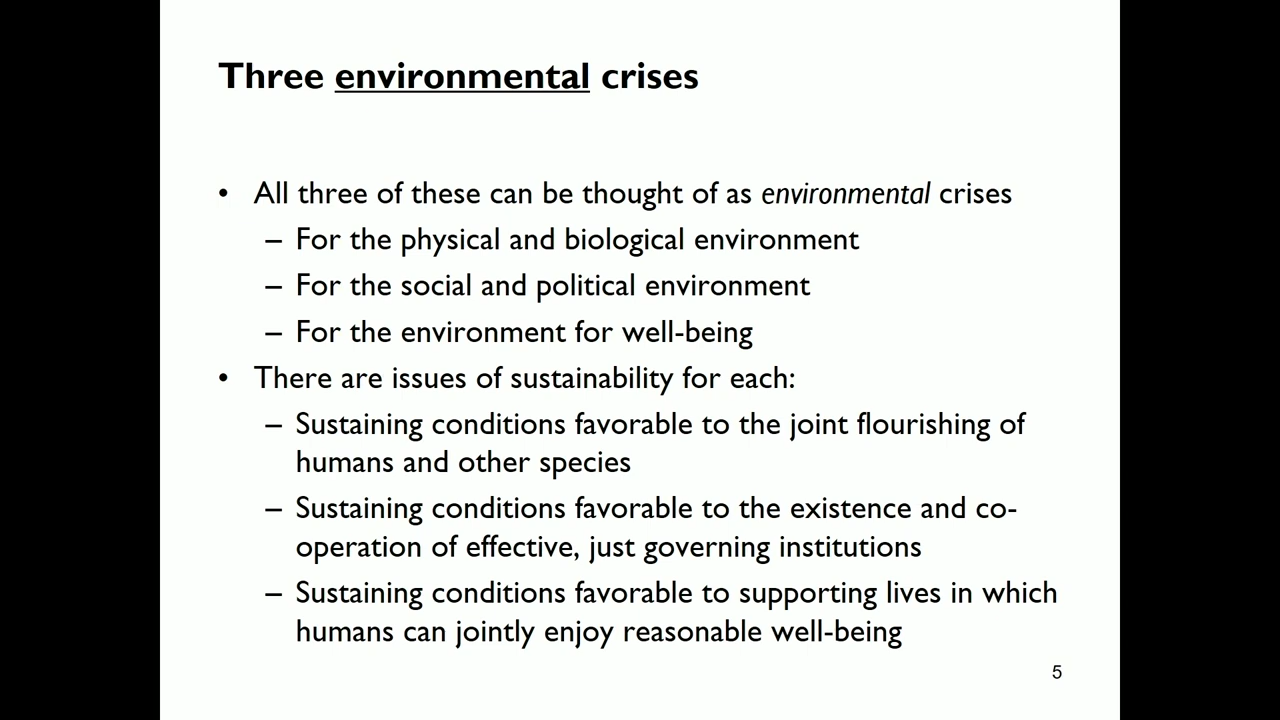 Three environmental crises
• All three of these can be thought of as environmental crises
– For the physical and biological environment
– For the social and political environment
– For the environment for well-being
• There are issues of sustainability for each:
– Sustaining conditions favorable to the joint flourishing of
humans and other species
– Sustaining conditions favorable to the existence and co-
operation of effective, just governing institutions
– Sustaining conditions favorable to supporting lives in which
humans can jointly enjoy reasonable well-being
5